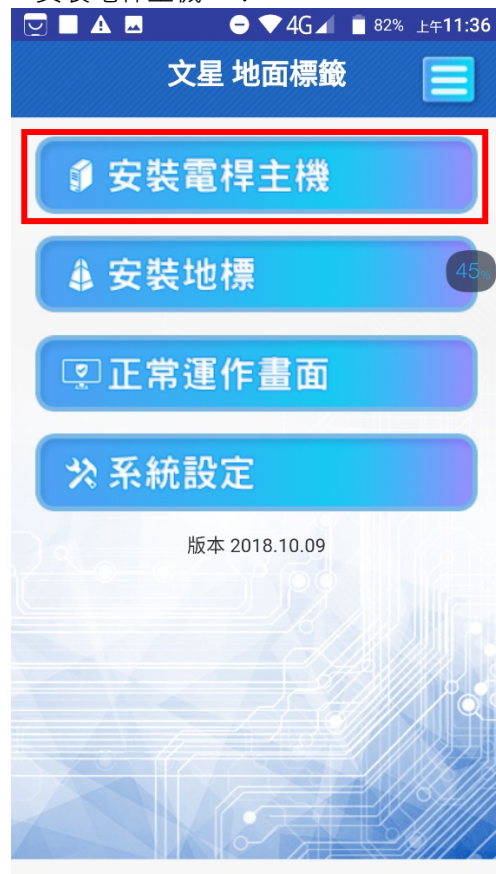 4G 82% 上午11:36
文星 地面標籤
安裝電桿主機
安裝地標
45%
正常運作畫面
系統設定
版本 2018.10.09